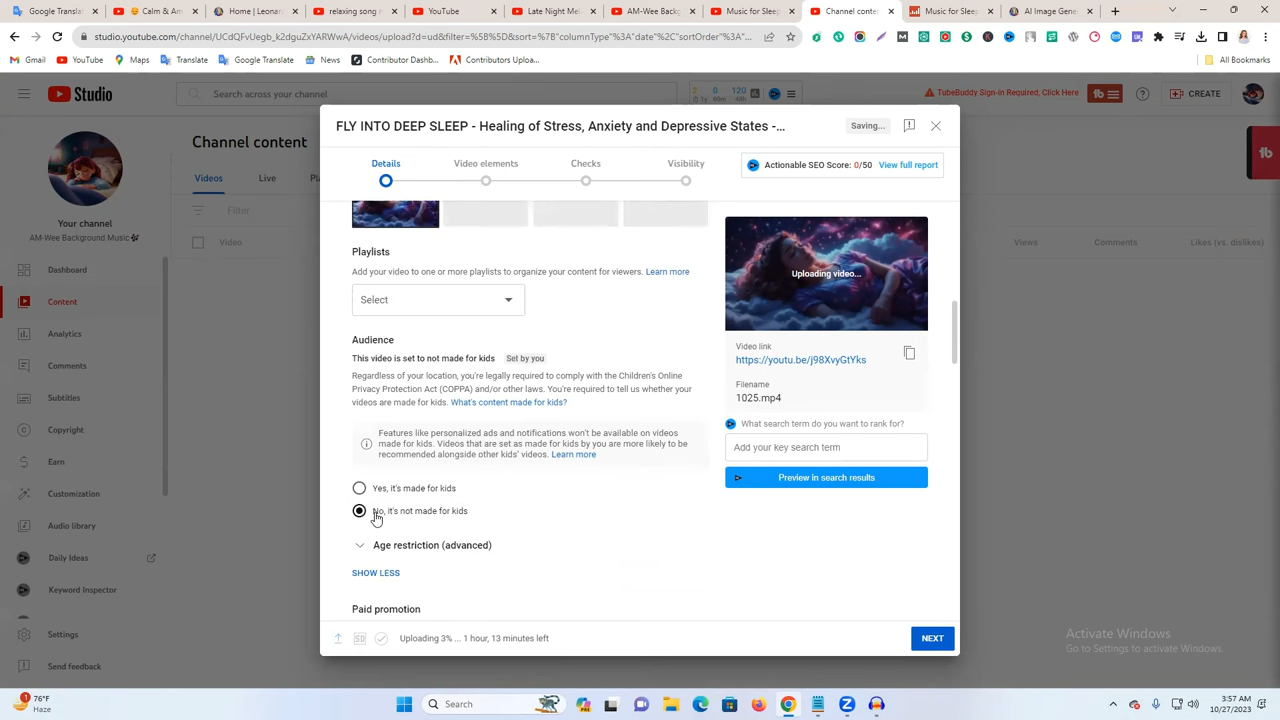 Google Transla
Calm & Ah
Home | Lovo
relaxing song
YouTube
Late Night Me
AM-Wee Backg
Music for Sleep
Channel conten
Music for Sleep
AI Image Gene
studio.youtube.com/channel/UCdQFvUegb_k2dguZxYARWwA/videos/upload?d=ud&filter=%5B%5D&sort=%7B"columnType"%3A"date"%2C"sortOrder"%3A"...
Gmail
YouTube
Maps
Translate
Google Translate
News
Contributor Dashb...
Contributors Uploa...
All Bookmarks
Studio
Search across your channel
2 0 120
1y 60m 48h
TubeBuddy Sign-in Required, Click Here
CREATE
FLY INTO DEEP SLEEP - Healing of Stress, Anxiety and Depressive States -...
Saving...
Channel content
Details
Video elements
Checks
Visibility
Actionable SEO Score: 0/50 View full report
Videos
Live
Filter
Your channel
AM-Wee Background Music
Video
Views
Comments
Likes (vs. dislikes)
Dashboard
Content
Analytics
Comments
Subtitles
Copyright
Earn
Customization
Audio library
Daily Ideas
Keyword Inspector
Settings
Send feedback
Playlists
Add your video to one or more playlists to organize your content for viewers. Learn more
Select
Audience
This video is set to not made for kids Set by you
Regardless of your location, you're legally required to comply with the Children's Online
Privacy Protection Act (COPPA) and/or other laws. You're required to tell us whether your
videos are made for kids. What's content made for kids?
Features like personalized ads and notifications won't be available on videos
made for kids. Videos that are set as made for kids by you are more likely to be
recommended alongside other kids' videos. Learn more
Yes, it's made for kids
No, it's not made for kids
Age restriction (advanced)
SHOW LESS
Paid promotion
Uploading video...
Video link
https://youtu.be/j98XvyGtYks
Filename
1025.mp4
What search term do you want to rank for?
Add your key search term
Preview in search results
Uploading 3% ... 1 hour, 13 minutes left
NEXT
Activate Windows
Go to Settings to activate Windows.
76°F
Haze
Search
3:57 AM
10/27/2023